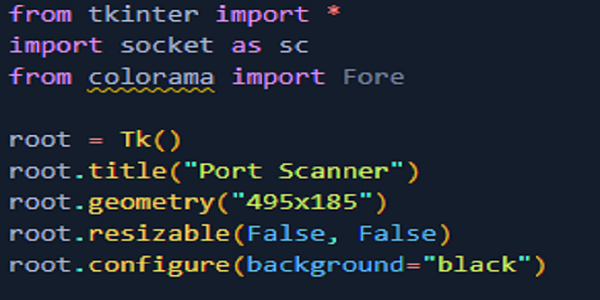 from tkinter import *
import socket as sc
from colorama import Fore
root = Tk()
root.title("Port Scanner")
root.geometry("495x185")
root.resizable(False, False)
root.configure(background="black")